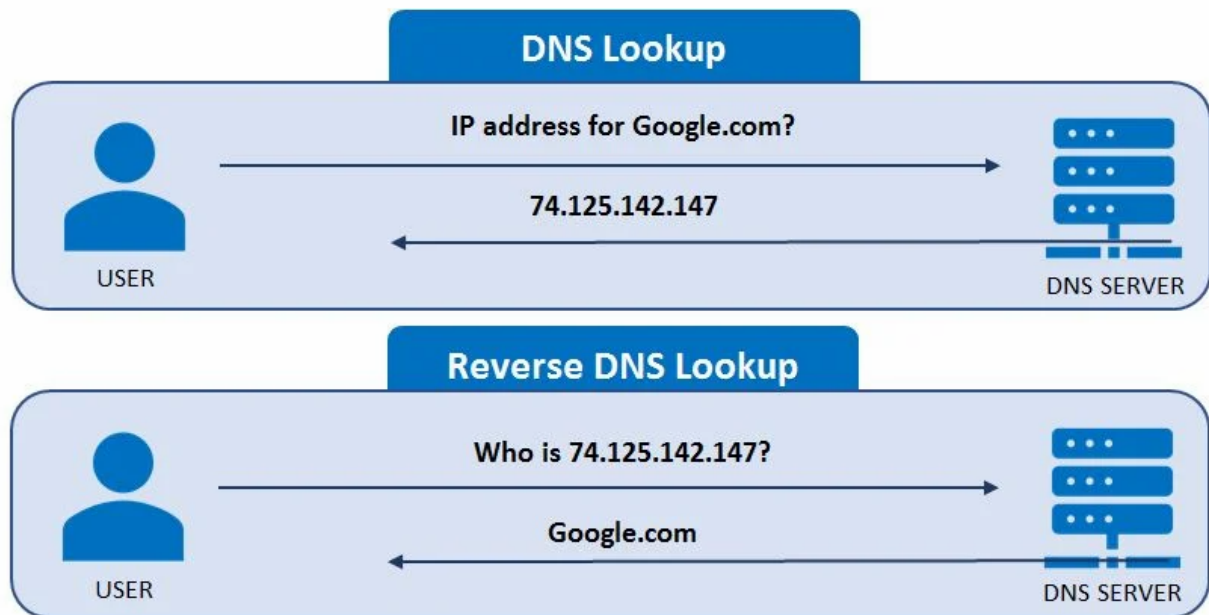 DNS Lookup
IP address for Google.com?
74.125.142.147
USER
DNS SERVER
Reverse DNS Lookup
Who is 74.125.142.147?
Google.com
USER
DNS SERVER